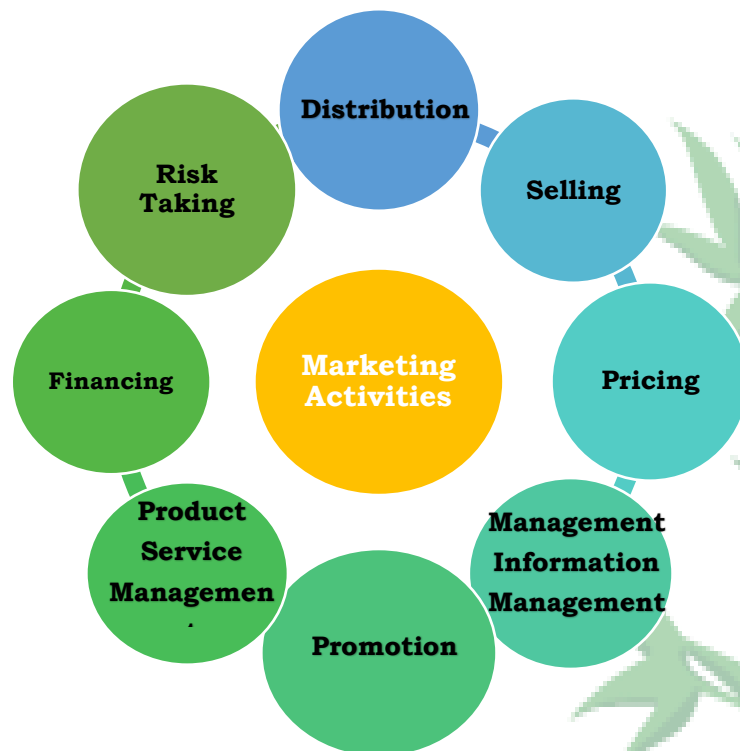 Distribution
Selling
Pricing
Management
Information
Management
Promotion
Product
Service
Managemen
Financing
Risk
Taking
Marketing
Activities